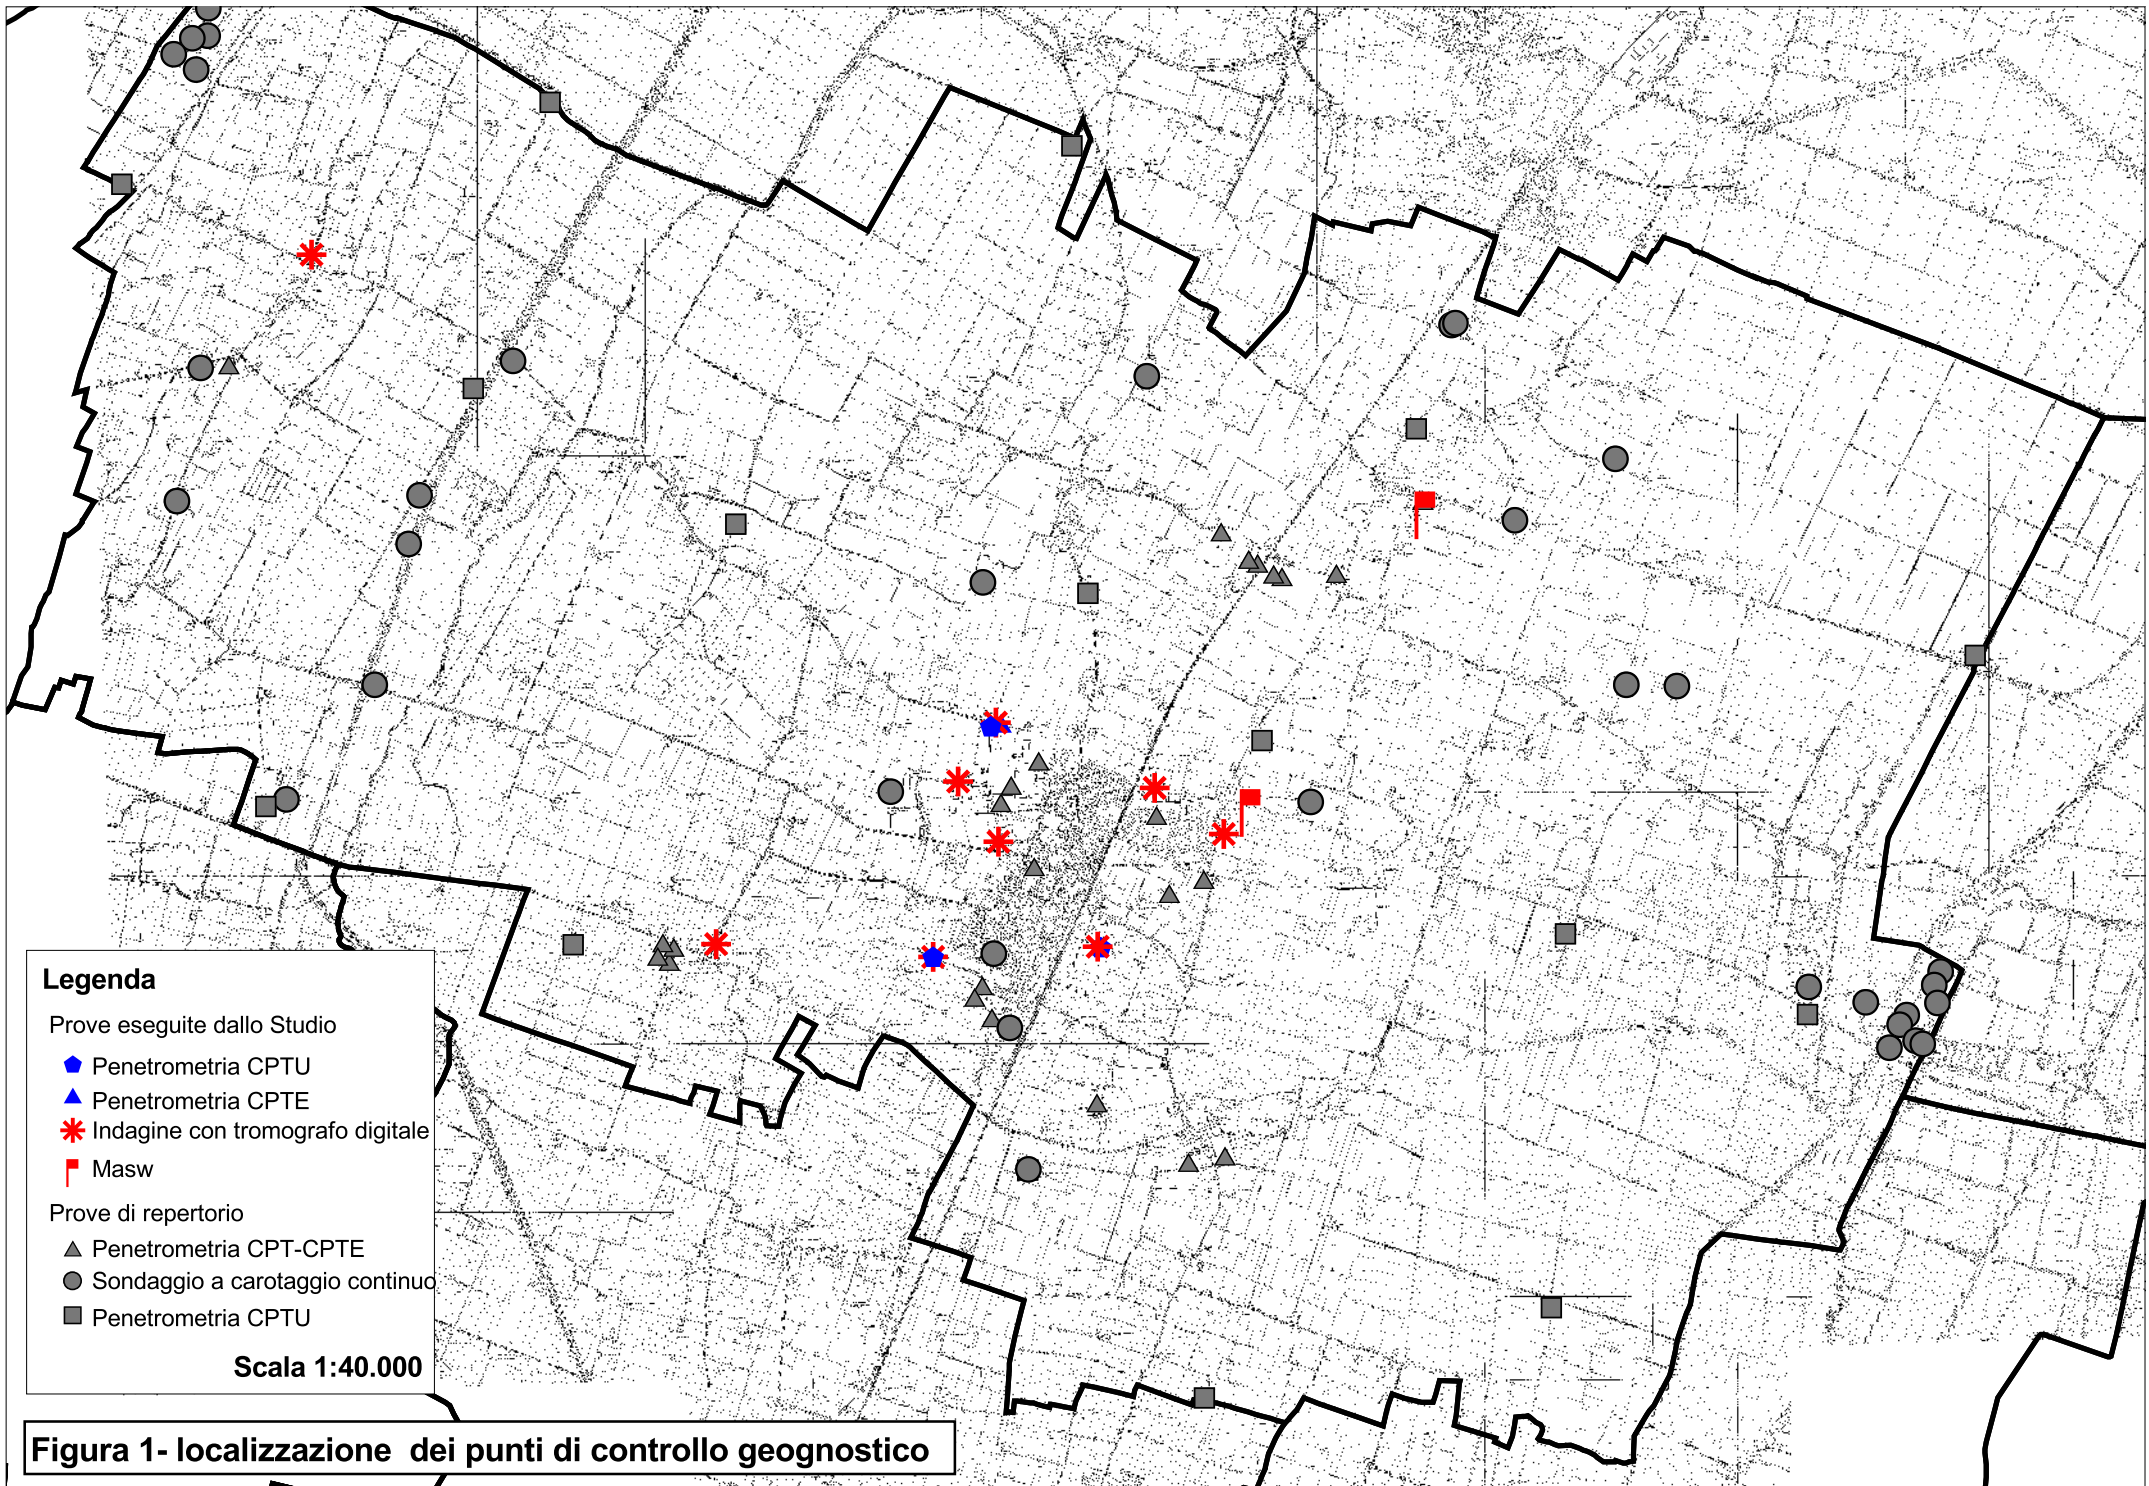 Legenda
Prove eseguite dallo Studio
Penetrometria CPTU
Penetrometria CPTE
Indagine con tromografo digitale
Masw
Prove di repertorio
Penetrometria CPT-CPTE
Sondaggio a carotaggio continuo
Penetrometria CPTU
Scala 1:40.000
Figura 1- localizzazione dei punti di controllo geognostico